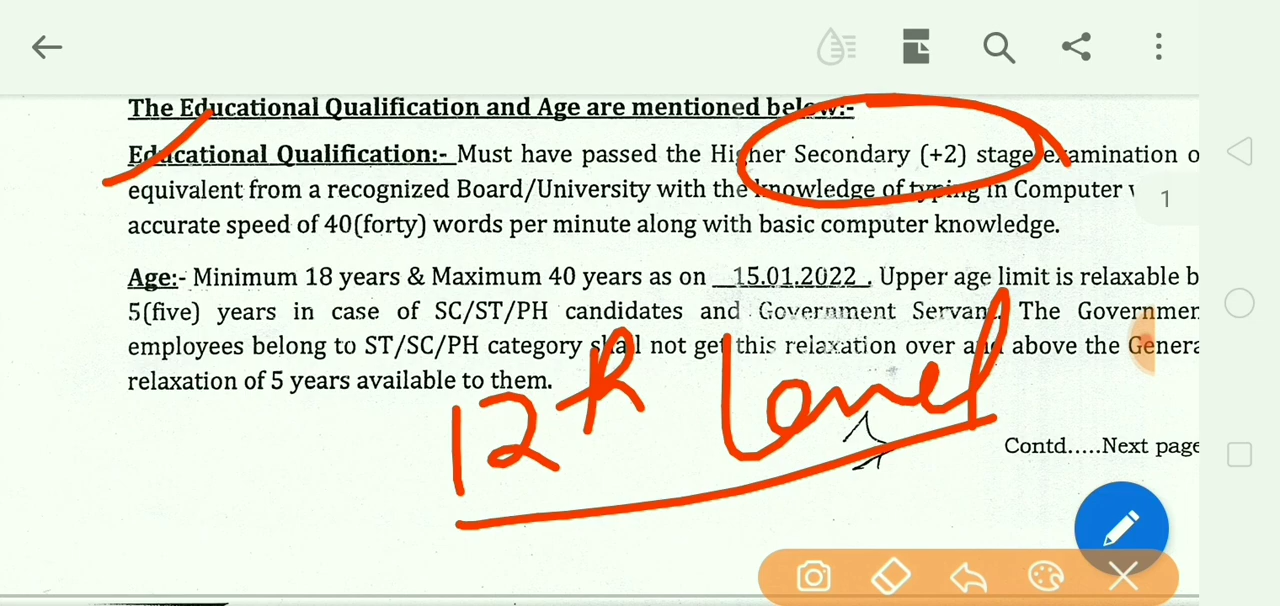 The Educational Qualification and Age are mentioned below:-
Educational Qualification:- Must have passed the Higher Secondary (+2) stage examination o
equivalent from a recognized Board/University with the knowledge of typing in Computer
accurate speed of 40(forty) words per minute along with basic computer knowledge.
1
Age:- Minimum 18 years & Maximum 40 years as on 15.01.2022. Upper age limit is relaxable b
5(five) years in case of SC/ST/PH candidates and Government Servant. The Governmen
employees belong to ST/SC/PH category shall not get this relaxation over and above the Genera
relaxation of 5 years available to them.
12th Level
Contd.....Next page